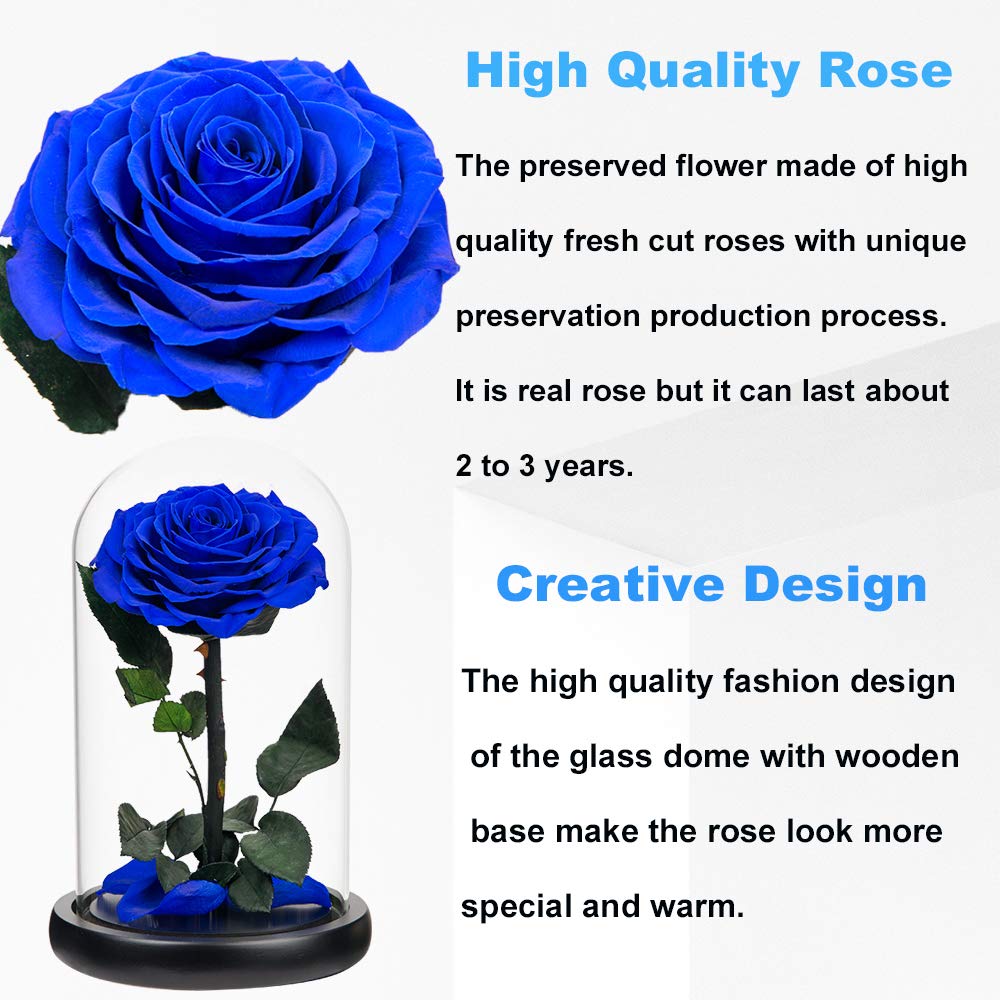 High Quality Rose
The preserved flower made of high
quality fresh cut roses with unique
preservation production process.
It is real rose but it can last about
2 to 3 years.
Creative Design
The high quality fashion design
of the glass dome with wooden
base make the rose look more
special and warm.